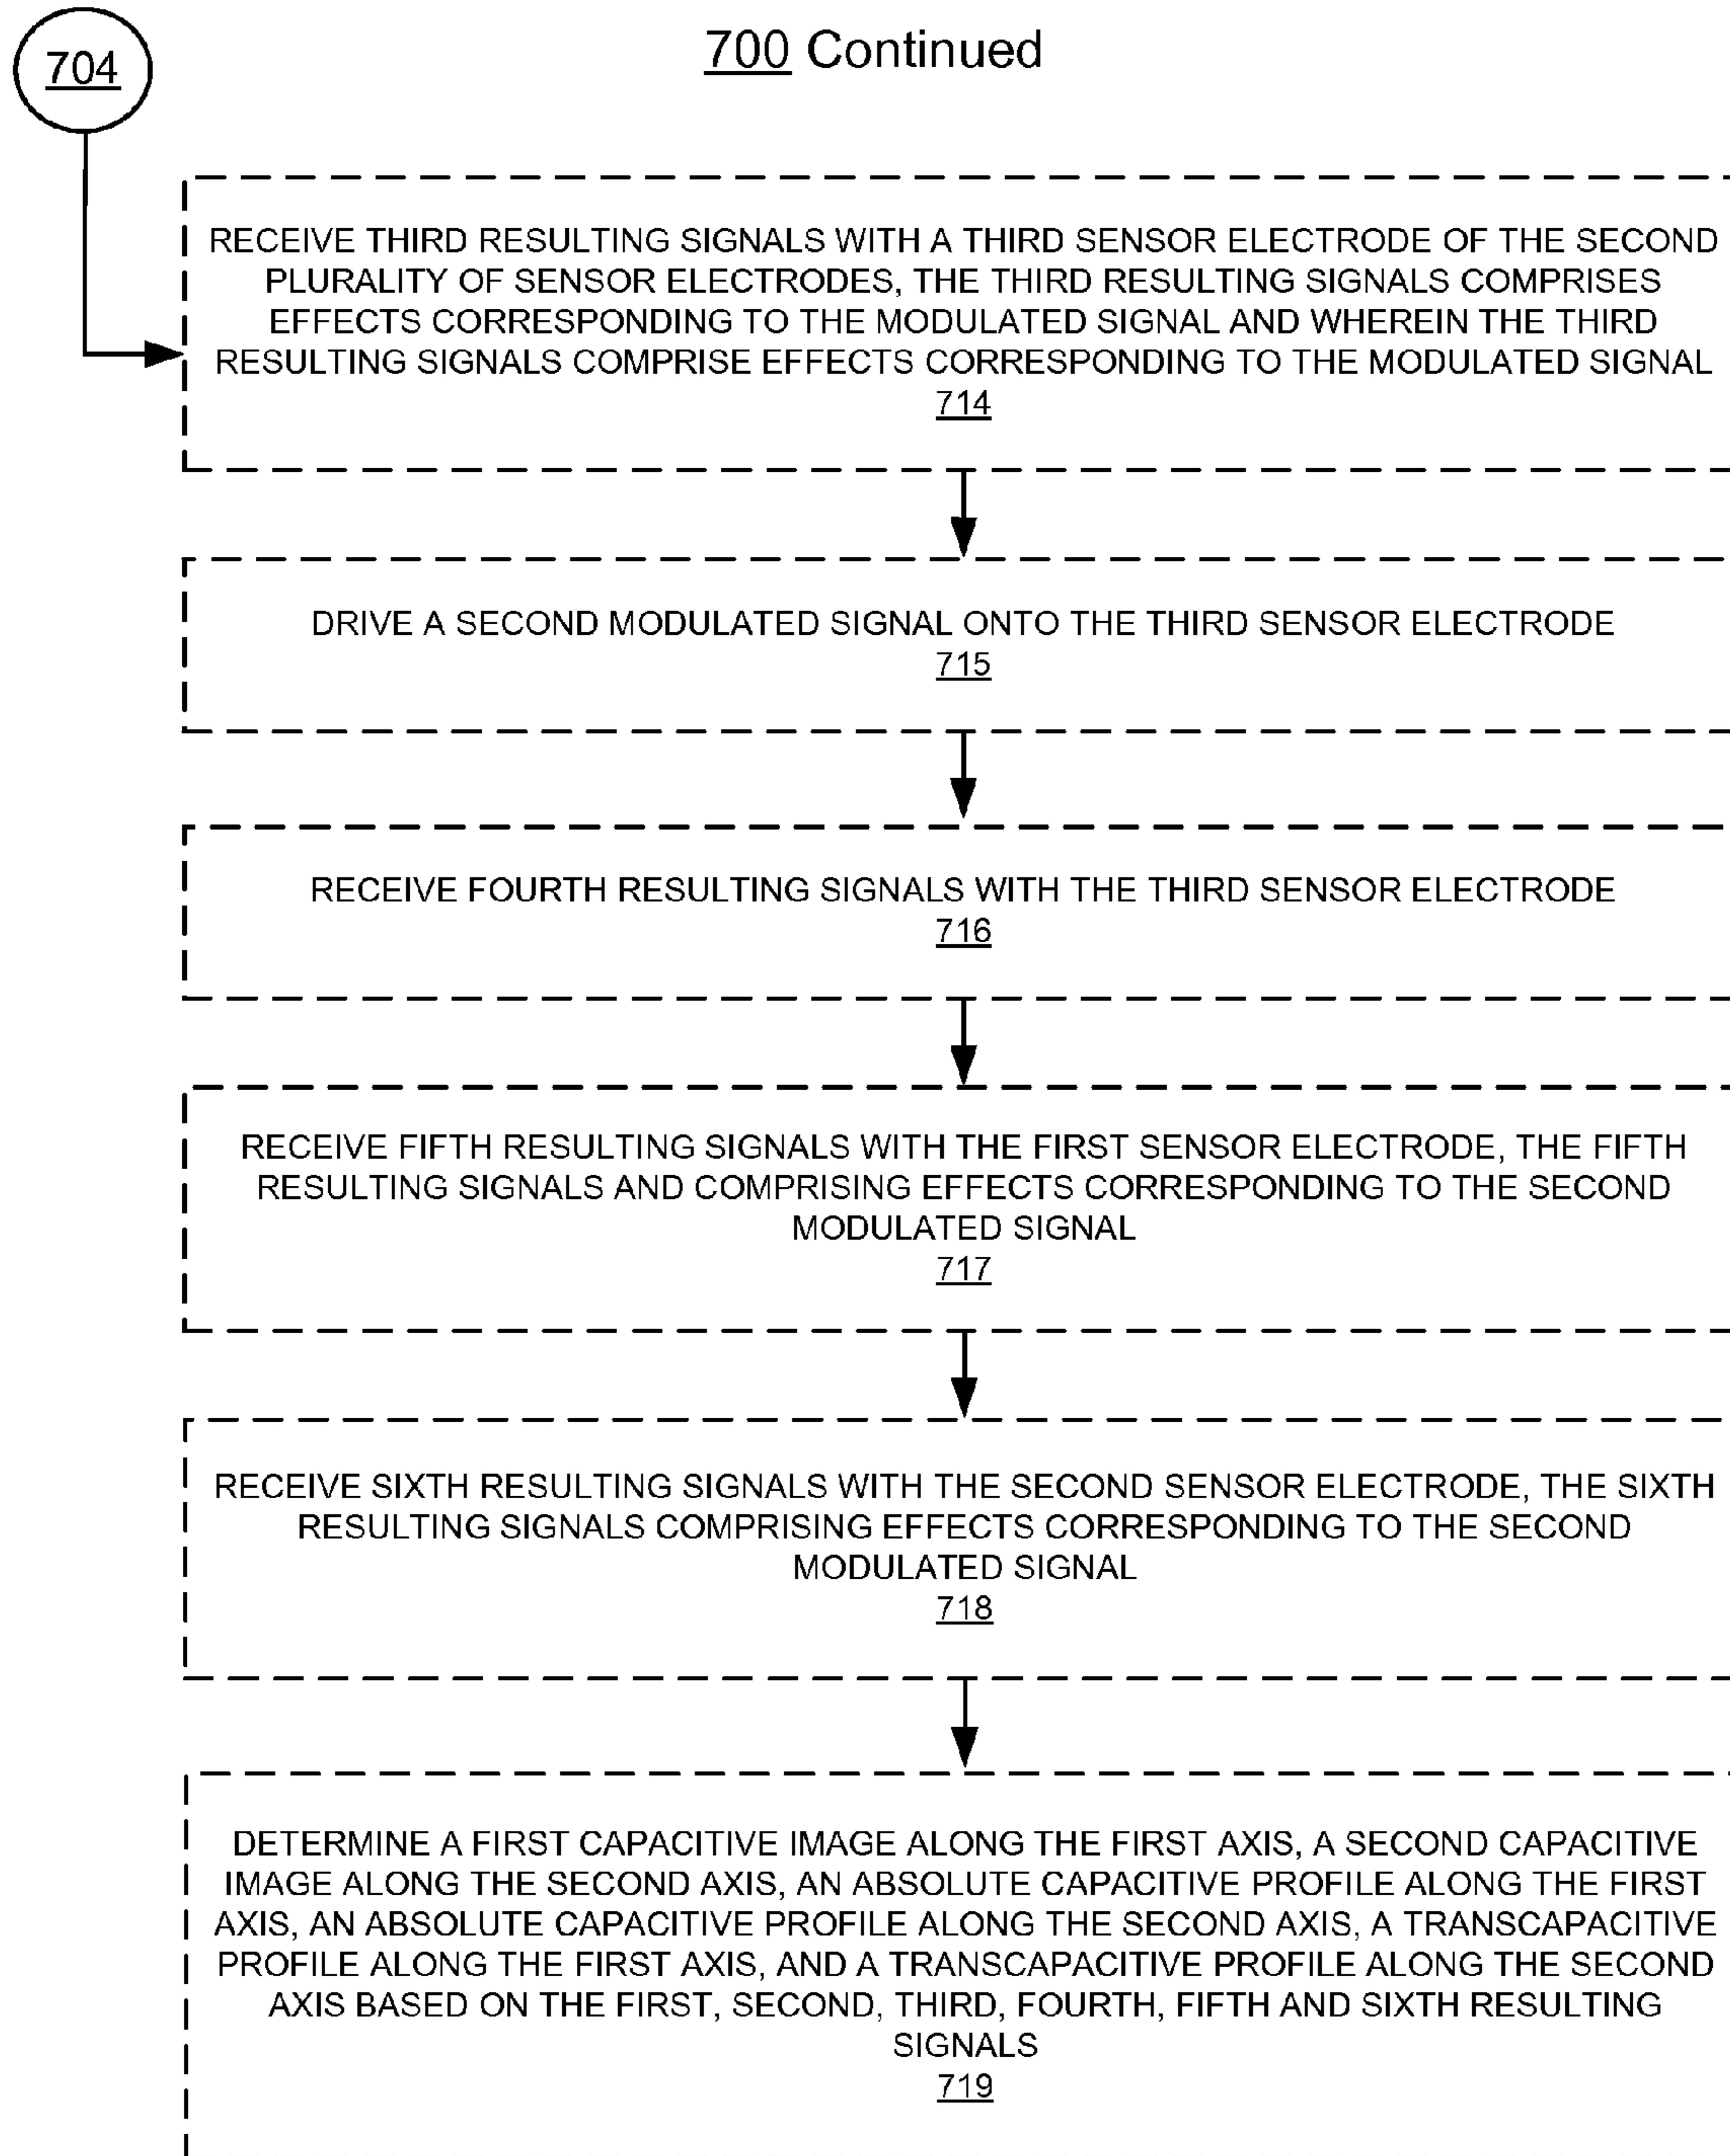 704
700 Continued
RECEIVE THIRD RESULTING SIGNALS WITH A THIRD SENSOR ELECTRODE OF THE SECOND
PLURALITY OF SENSOR ELECTRODES, THE THIRD RESULTING SIGNALS COMPRISES
EFFECTS CORRESPONDING TO THE MODULATED SIGNAL AND WHEREIN THE THIRD
RESULTING SIGNALS COMPRISE EFFECTS CORRESPONDING TO THE MODULATED SIGNAL
714
DRIVE A SECOND MODULATED SIGNAL ONTO THE THIRD SENSOR ELECTRODE
715
RECEIVE FOURTH RESULTING SIGNALS WITH THE THIRD SENSOR ELECTRODE
716
RECEIVE FIFTH RESULTING SIGNALS WITH THE FIRST SENSOR ELECTRODE, THE FIFTH
RESULTING SIGNALS AND COMPRISING EFFECTS CORRESPONDING TO THE SECOND
MODULATED SIGNAL
717
RECEIVE SIXTH RESULTING SIGNALS WITH THE SECOND SENSOR ELECTRODE, THE SIXTH
RESULTING SIGNALS COMPRISING EFFECTS CORRESPONDING TO THE SECOND
MODULATED SIGNAL
718
DETERMINE A FIRST CAPACITIVE IMAGE ALONG THE FIRST AXIS, A SECOND CAPACITIVE
IMAGE ALONG THE SECOND AXIS, AN ABSOLUTE CAPACITIVE PROFILE ALONG THE FIRST
AXIS, AN ABSOLUTE CAPACITIVE PROFILE ALONG THE SECOND AXIS, A TRANSCAPACITIVE
PROFILE ALONG THE FIRST AXIS, AND A TRANSCAPACITIVE PROFILE ALONG THE SECOND
AXIS BASED ON THE FIRST, SECOND, THIRD, FOURTH, FIFTH AND SIXTH RESULTING
SIGNALS
719